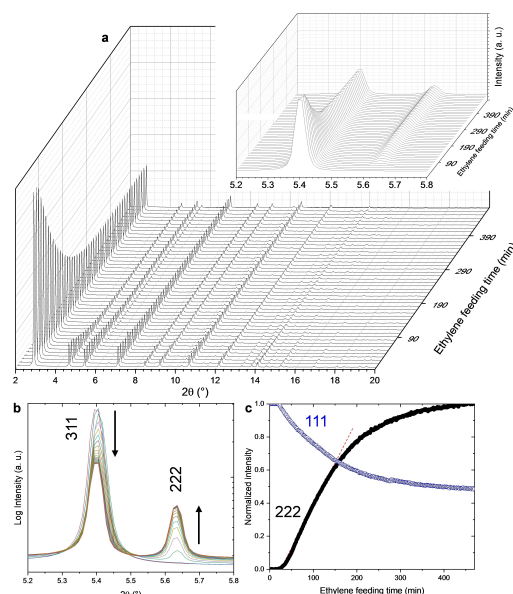 a
Intensity (a. u.)
390
290
190
90
Ethylene feeding time (min)
5.2 5.3 5.4 5.5 5.6 5.7 5.8
390
290
190
90
Ethylene feeding time (min)
2 4 6 8 10 12 14 16 18 20
2θ (°)
b
311
222
Log Intensity (a. u.)
5.2 5.3 5.4 5.5 5.6 5.7 5.8
2θ (°)
c
111
222
Normalized intensity
1.0
0.8
0.6
0.4
0.2
0.0
0 100 200 300 400
Ethylene feeding time (min)